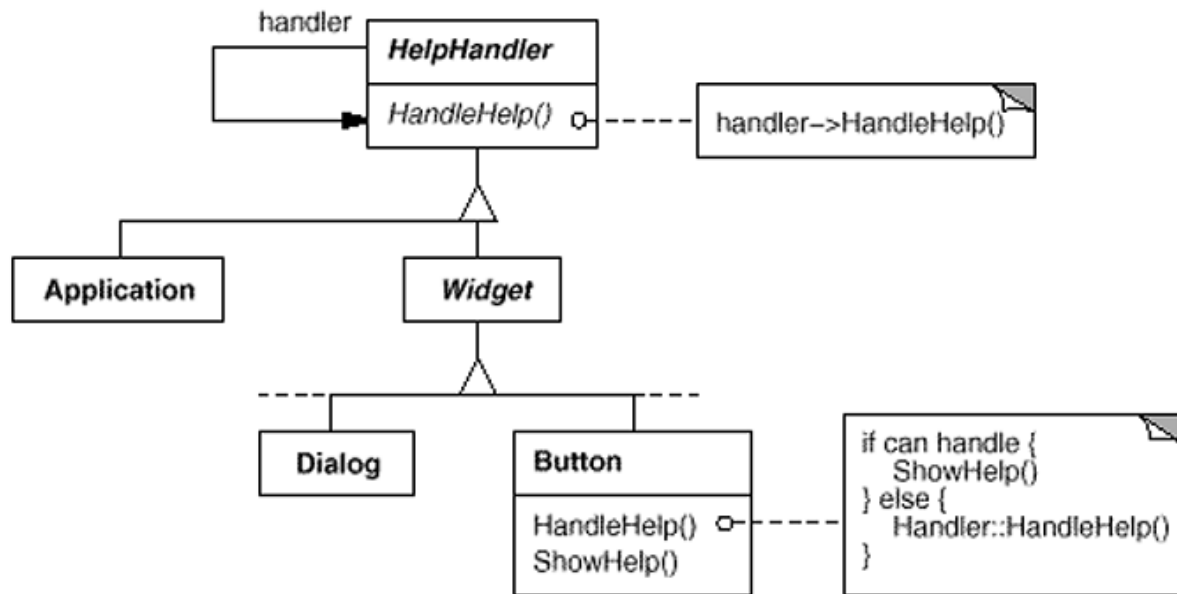 handler
HelpHandler
HandleHelp()
handler–>HandleHelp()
Application
Widget
Dialog
Button
HandleHelp()
ShowHelp()
if can handle {
ShowHelp()
} else {
Handler::HandleHelp()
}